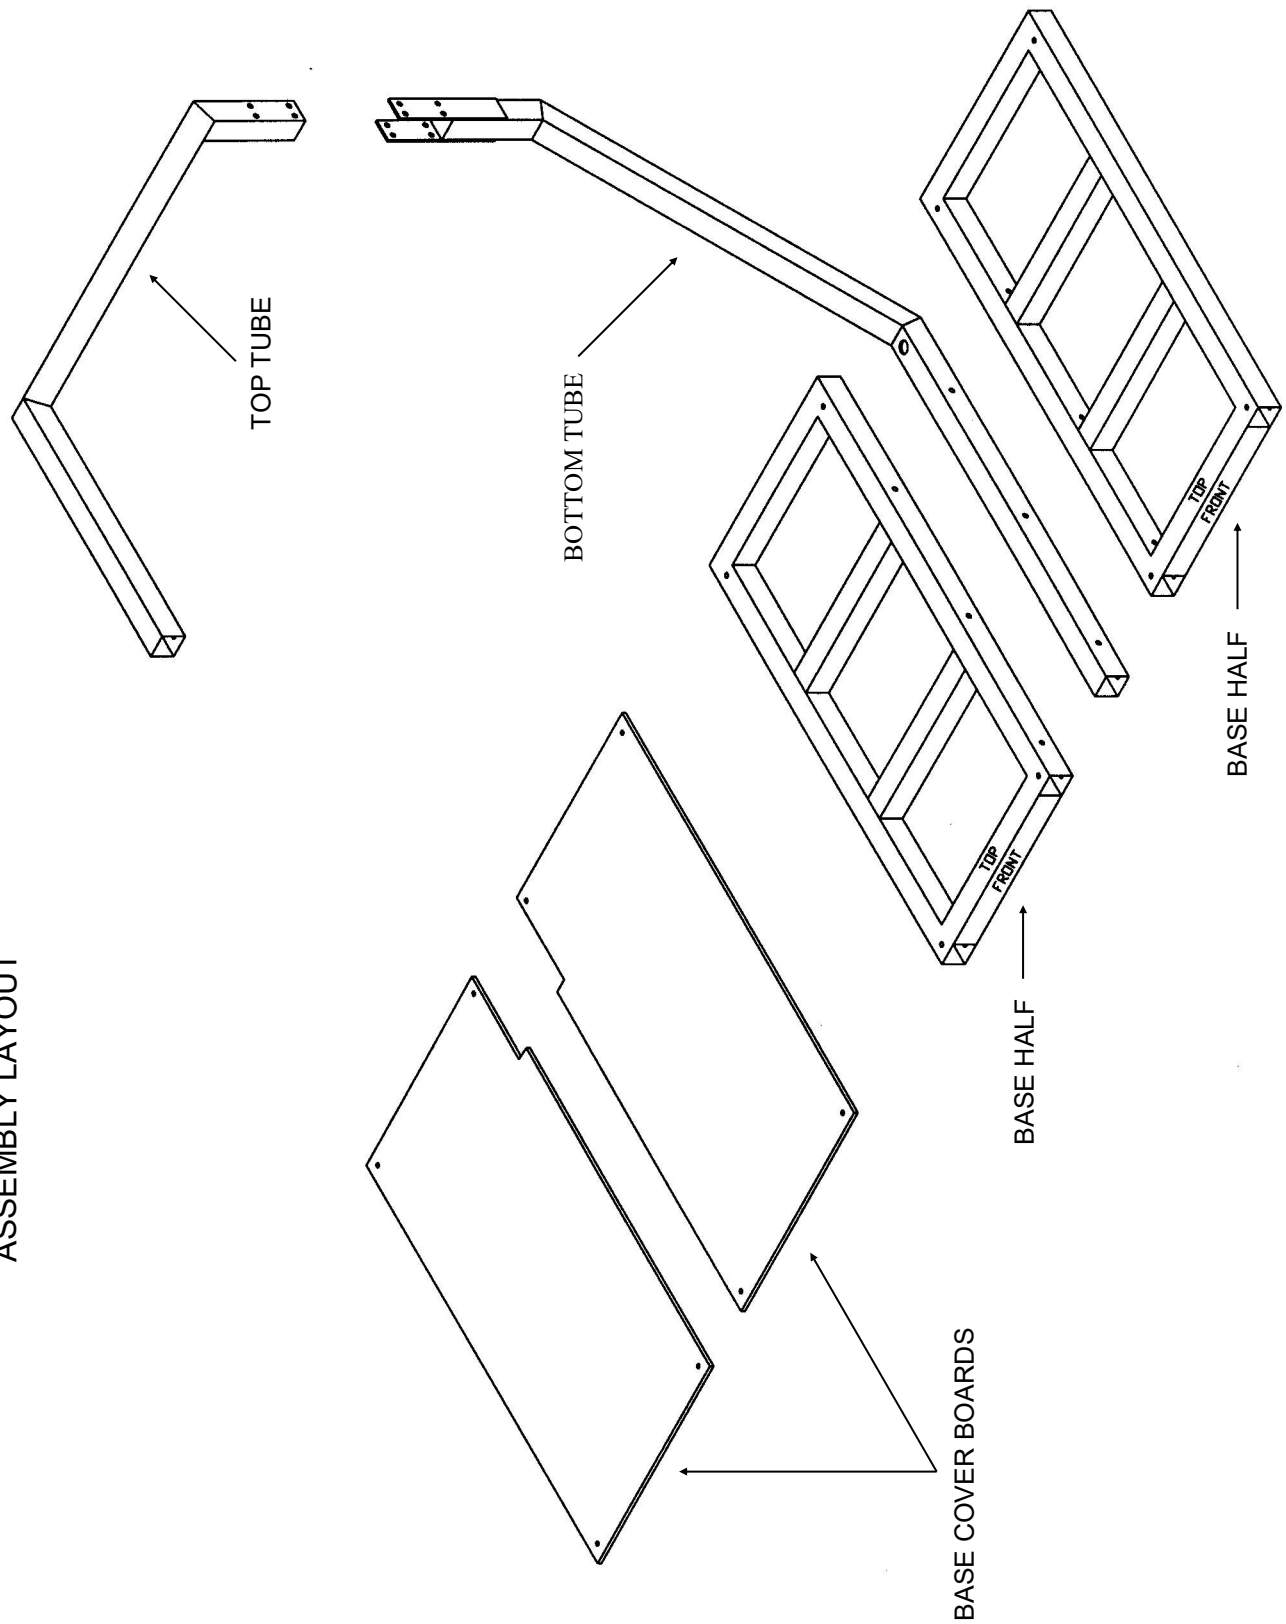 ASSEMBLY LAYOUT
TOP TUBE
BOTTOM TUBE
TOP
FRONT
BASE HALF
TOP
FRONT
BASE HALF
BASE COVER BOARDS